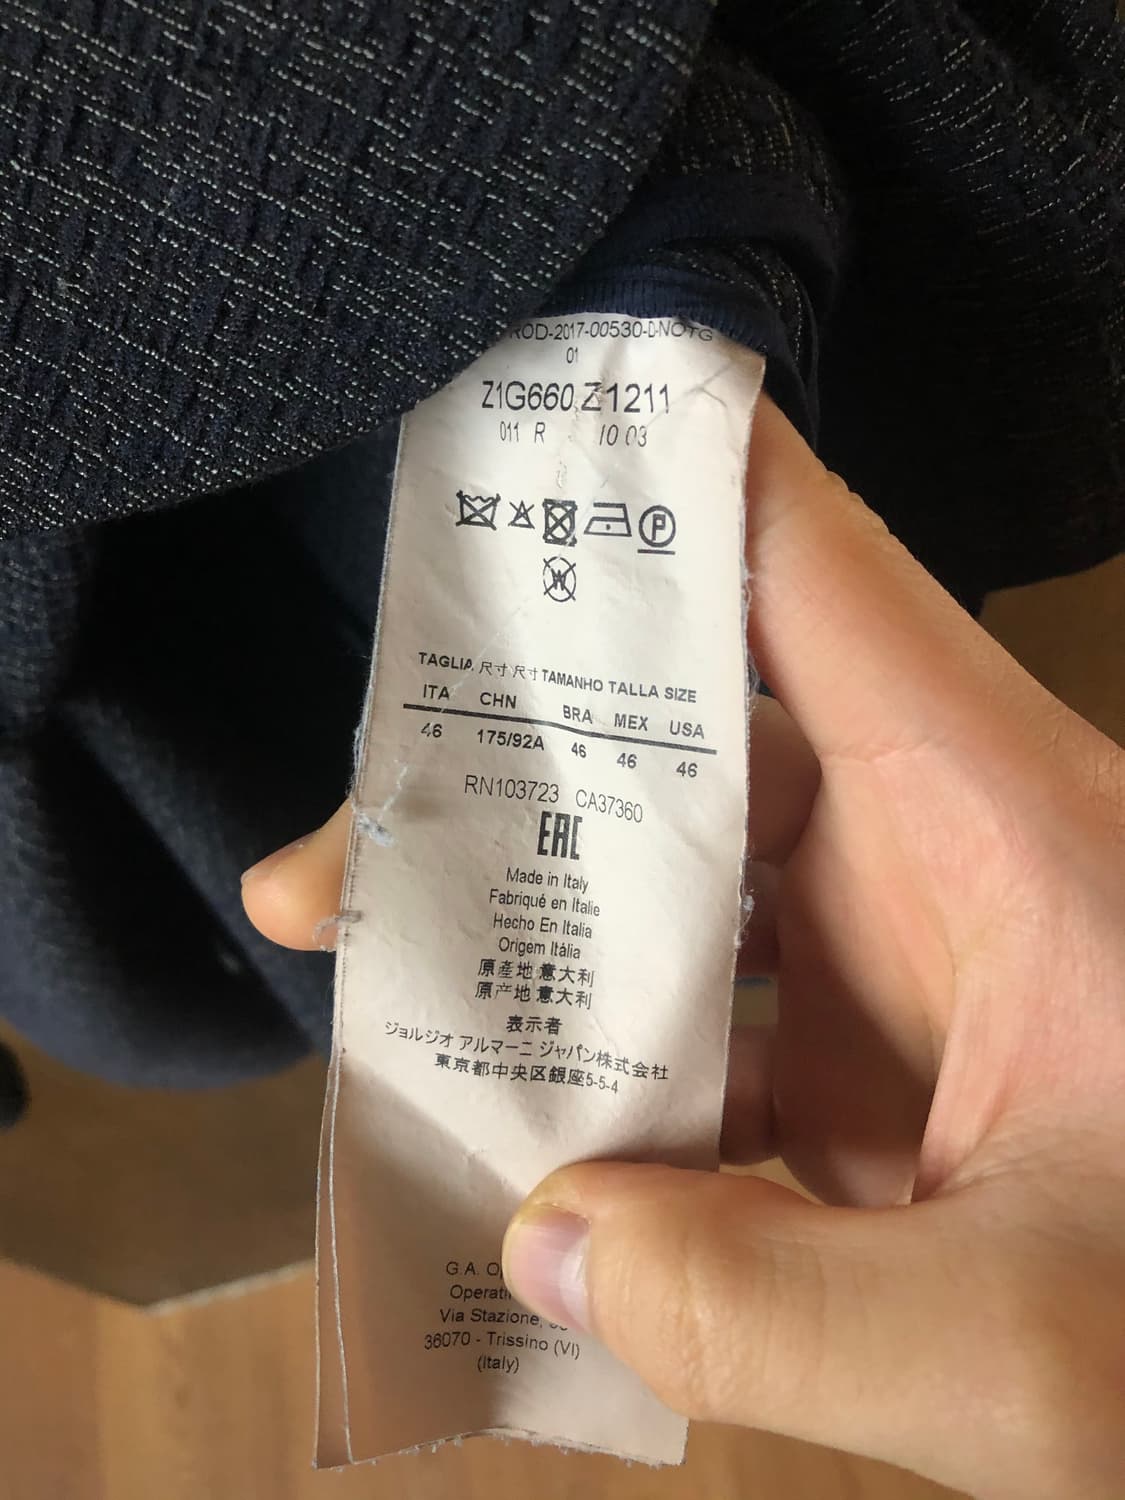 ROD-2017-00530-D-NOTG
01
Z1G660 Z1211
011 R 10 03
P
W
TAGLIA 尺寸 尺寸 TAMANHO TALLA SIZE
ITA CHN BRA MEX USA
46 175/92A 46 46 46
RN103723 CA37360
EAC
Made in Italy
Fabriqué en Italie
Hecho En Italia
Origem Itália
原產地 意大利
原产地 意大利
表示者
ジョルジオ アルマーニ ジャパン株式会社
東京都中央区銀座5-5-4
G.A.
Via Stazione,
36070 - Trissino (VI)
(Italy)